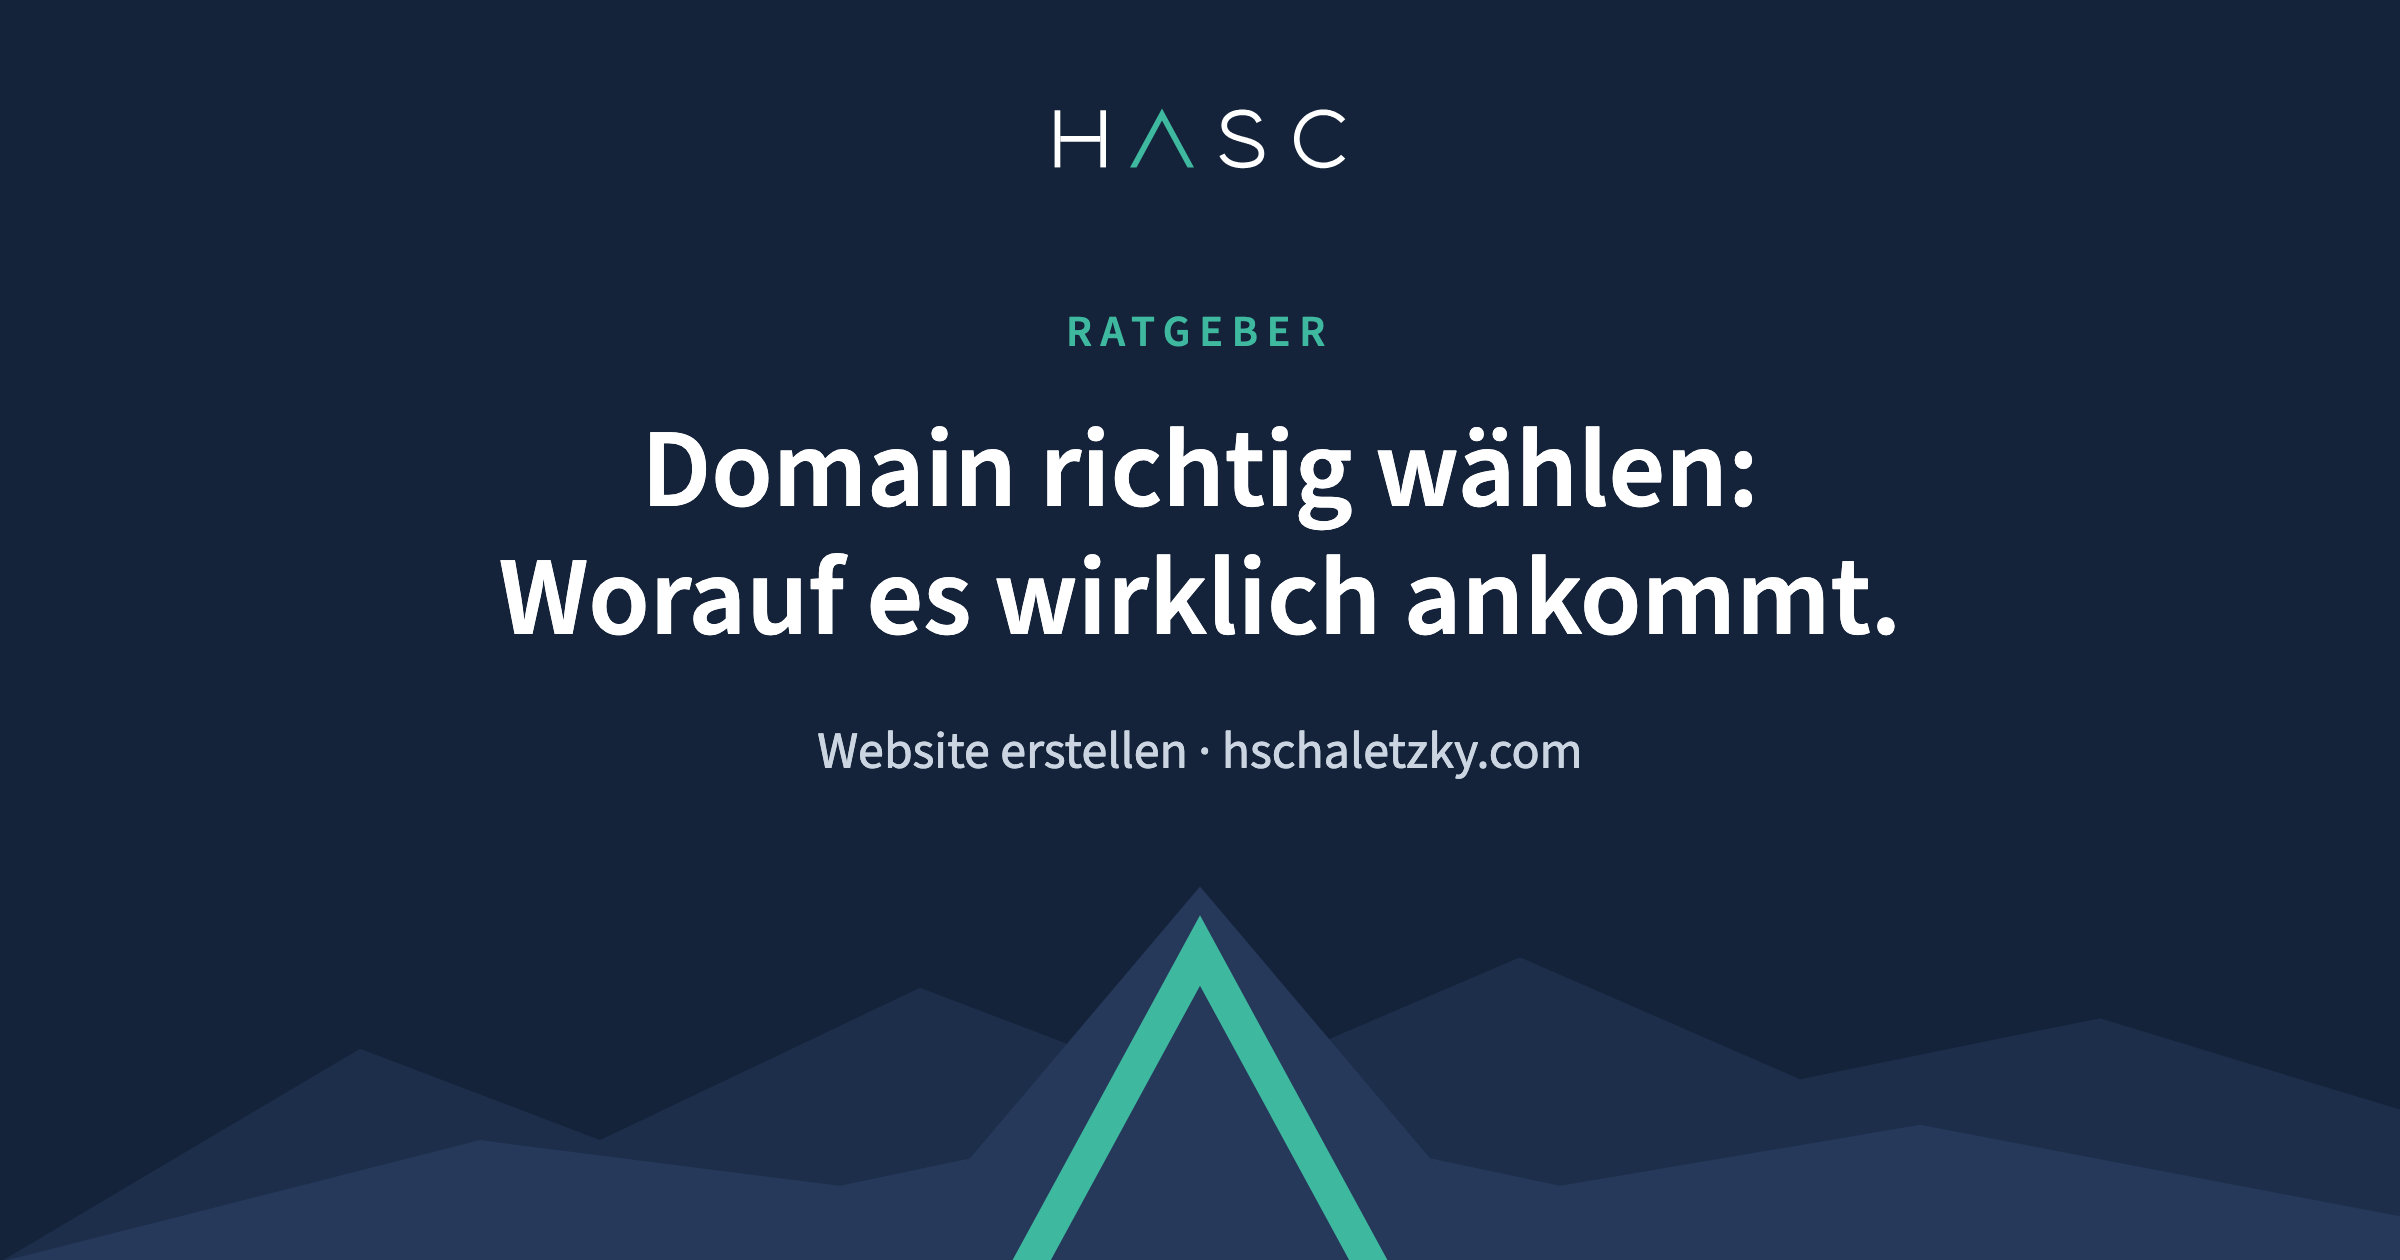 HASC
RATGEBER
Domain richtig wählen:
Worauf es wirklich ankommt.
Website erstellen · hschaletzky.com